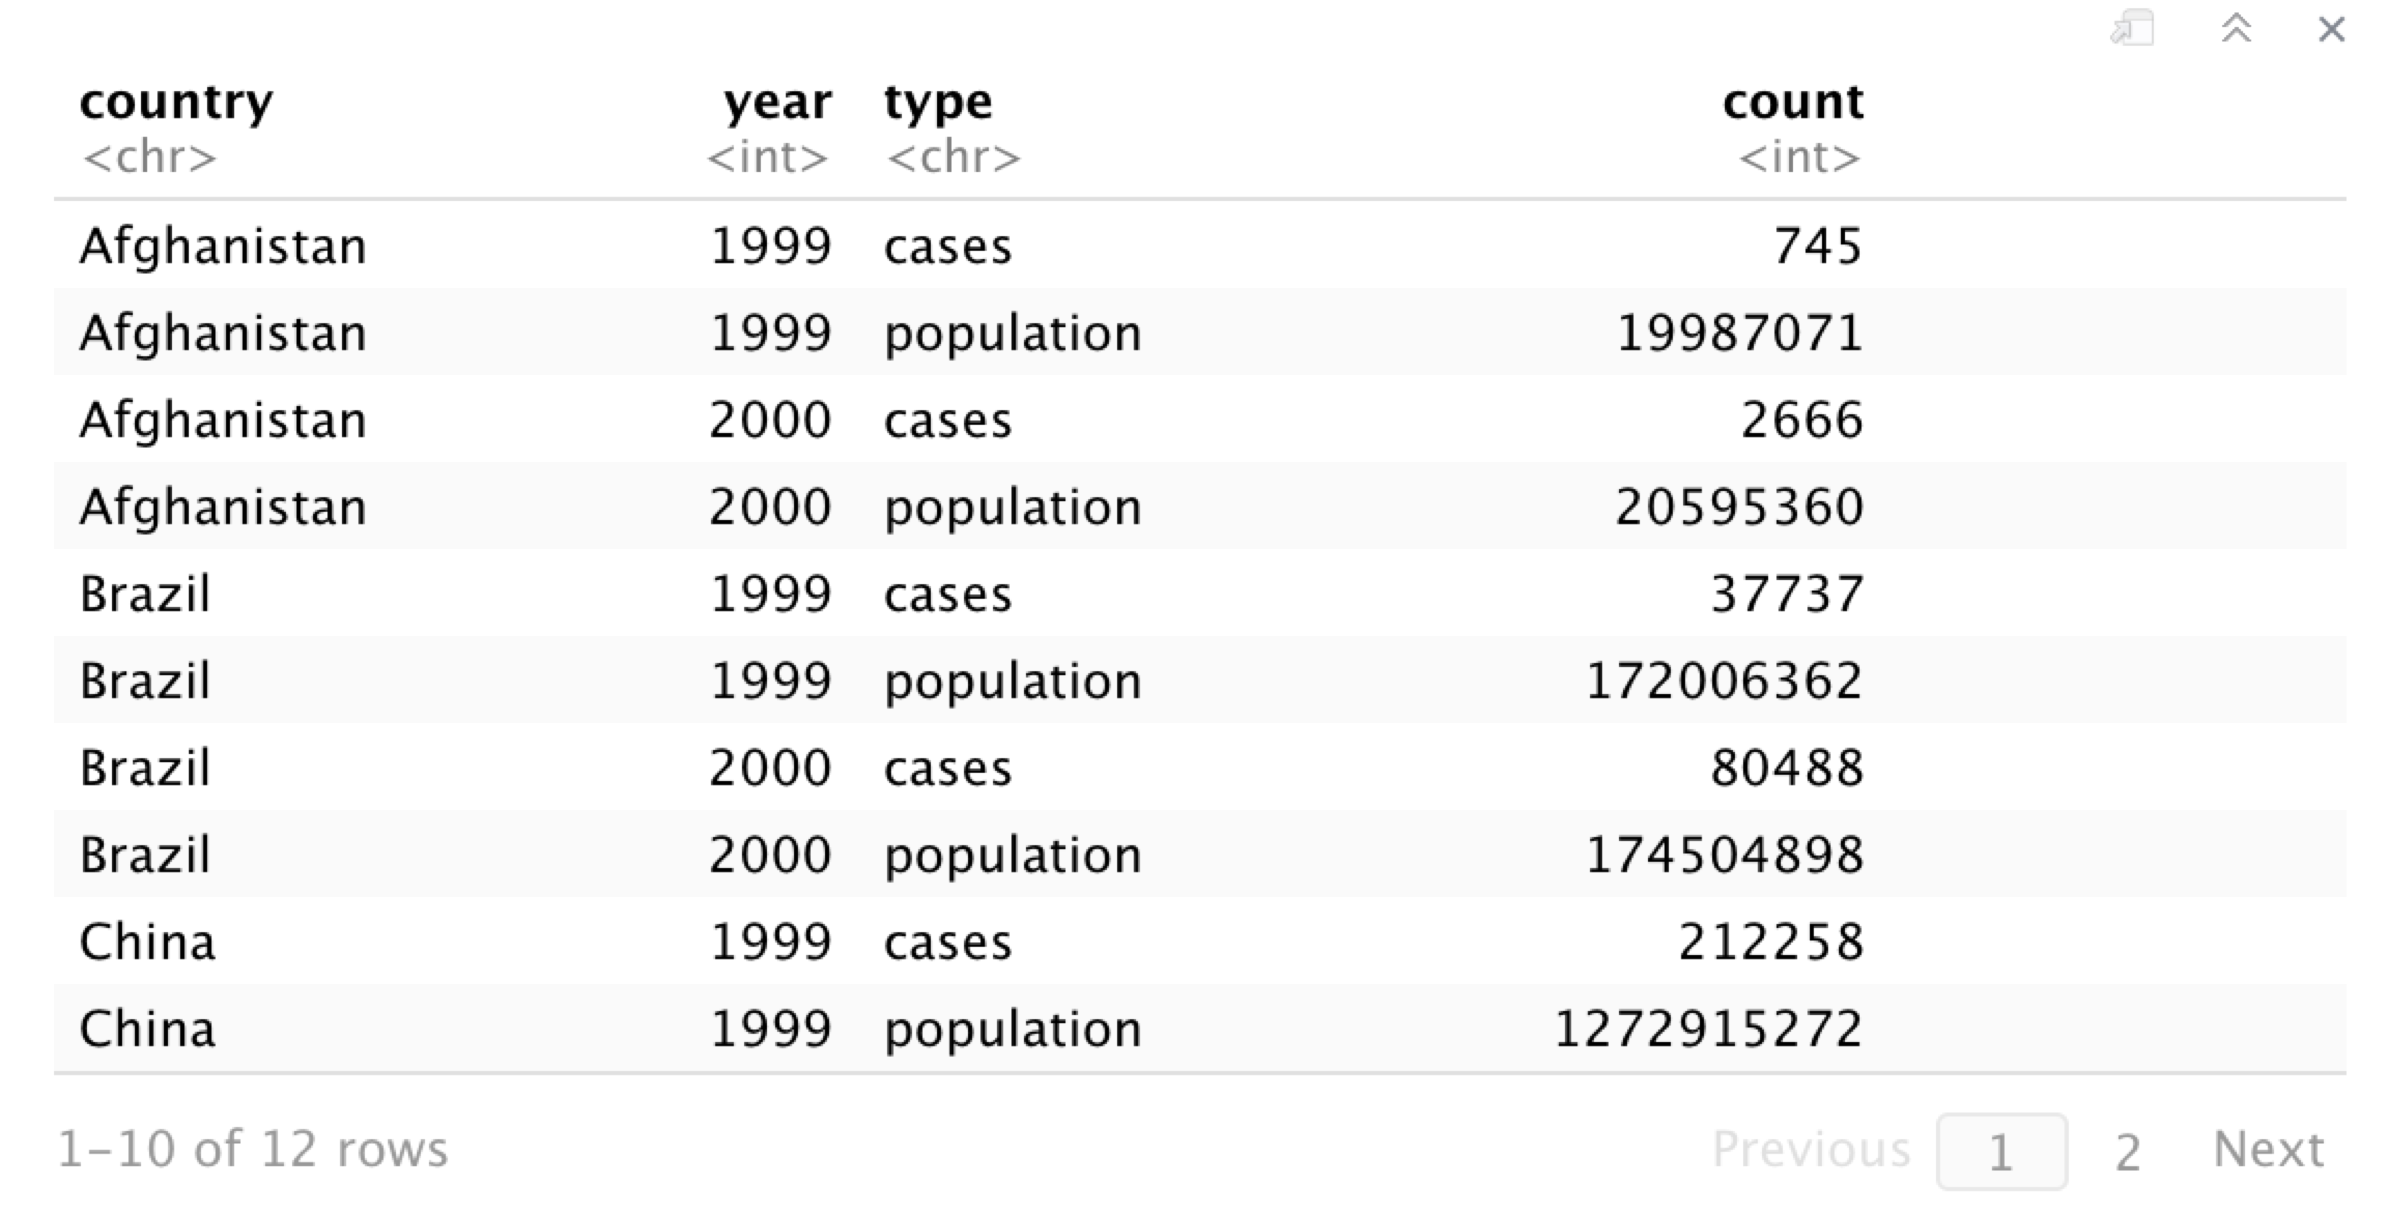 country year type count
<chr> <int> <chr> <int>
Afghanistan 1999 cases 745
Afghanistan 1999 population 19987071
Afghanistan 2000 cases 2666
Afghanistan 2000 population 20595360
Brazil 1999 cases 37737
Brazil 1999 population 172006362
Brazil 2000 cases 80488
Brazil 2000 population 174504898
China 1999 cases 212258
China 1999 population 1272915272
1-10 of 12 rows Previous 1 2 Next